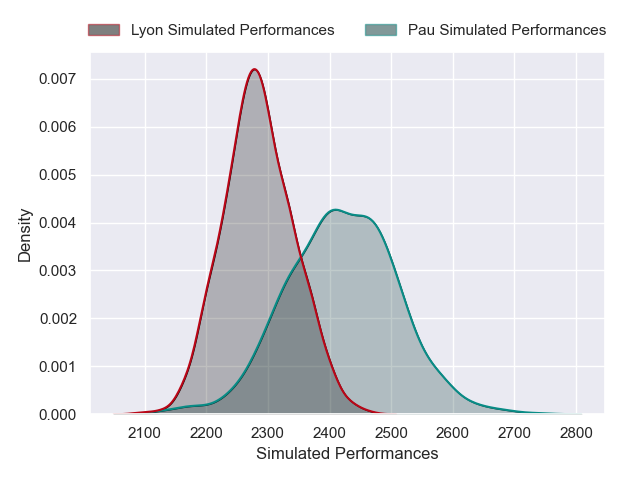 Lyon Simulated Performances Pau Simulated Performances
0.007
0.006
0.005
0.004
0.003
0.002
0.001
0.000
Density
2100 2200 2300 2400 2500 2600 2700 2800
Simulated Performances